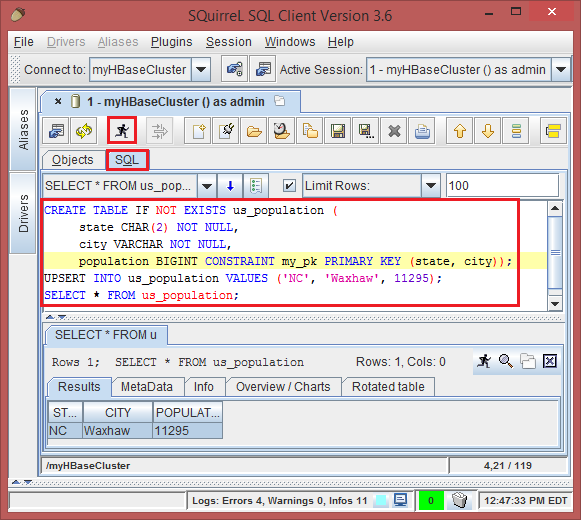 SQuirreL SQL Client Version 3.6
File Drivers Aliases Plugins Session Windows Help
Connect to: myHBaseCluster Active Session: 1 - myHBaseCluster () as admin
Aliases
Drivers
1 - myHBaseCluster () as admin
Objects SQL
SELECT * FROM us_pop... Limit Rows: 100
CREATE TABLE IF NOT EXISTS us_population (
state CHAR(2) NOT NULL,
city VARCHAR NOT NULL,
population BIGINT CONSTRAINT my_pk PRIMARY KEY (state, city));
UPSERT INTO us_population VALUES ('NC', 'Waxhaw', 11295);
SELECT * FROM us_population;
SELECT * FROM u
Rows 1; SELECT * FROM us_population Rows: 1, Cols: 0
Results MetaData Info Overview / Charts Rotated table
ST... CITY POPULAT...
NC Waxhaw 11295
/myHBaseCluster 4,21 / 119
Logs: Errors 4, Warnings 0, Infos 11 0 12:47:33 PM EDT